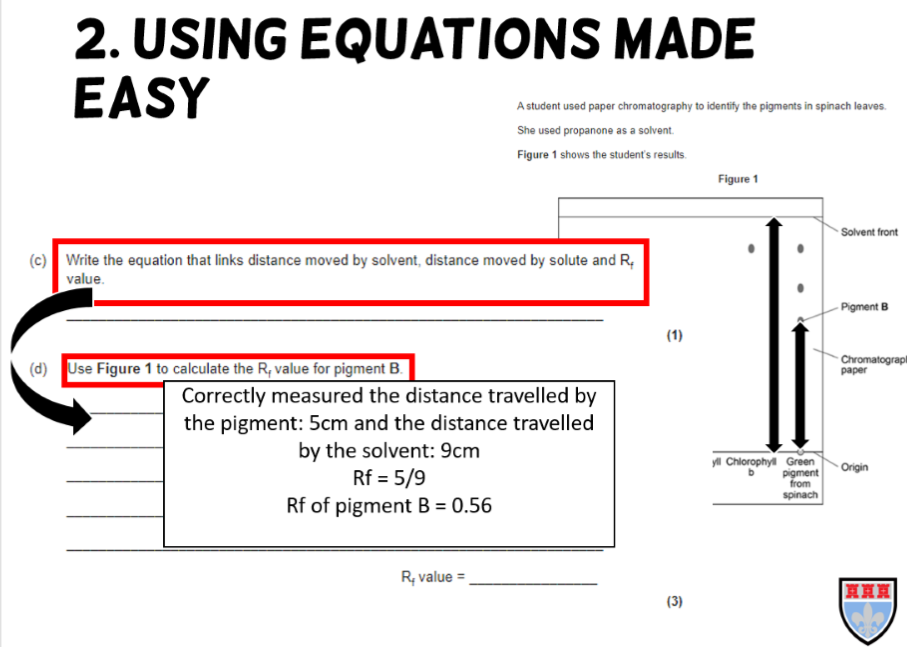 2. USING EQUATIONS MADE
EASY
A student used paper chromatography to identify the pigments in spinach leaves.
She used propanone as a solvent.
Figure 1 shows the student's results.
Figure 1
Solvent front
(c) Write the equation that links distance moved by solvent, distance moved by solute and Rf
value.
Pigment B
(1)
Chromatograp
paper
(d) Use Figure 1 to calculate the Rf value for pigment B.
Correctly measured the distance travelled by
the pigment: 5cm and the distance travelled
by the solvent: 9cm
Rf = 5/9
Rf of pigment B = 0.56
yll Chlorophyll
b
Green
pigment
from
spinach
Origin
Rf value =
(3)